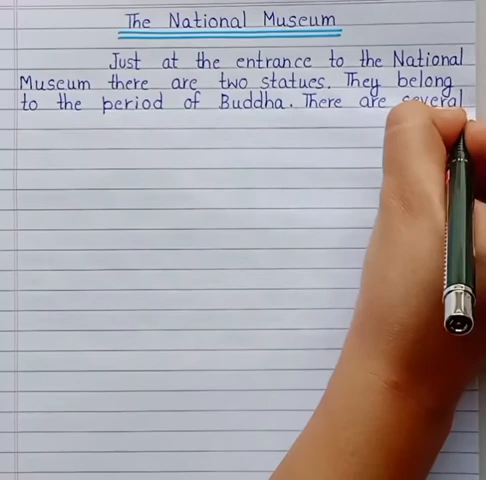 The National Museum
Just at the entrance to the National
Museum there are two statues. They belong
to the period of Buddha. There are several